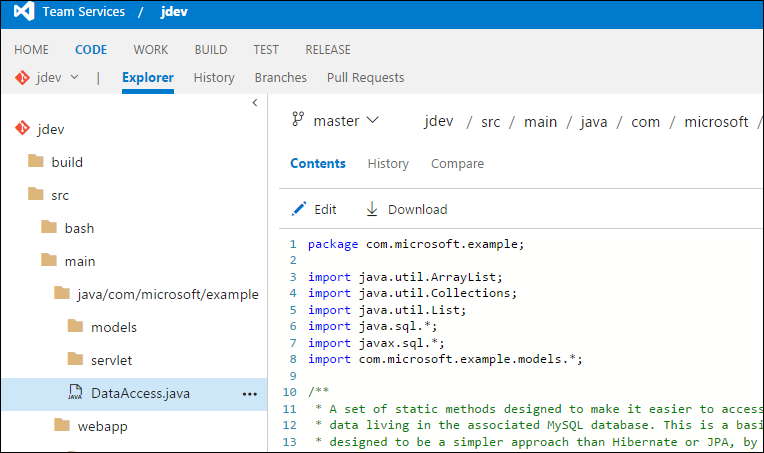 Team Services / jdev
HOME CODE WORK BUILD TEST RELEASE
jdev | Explorer History Branches Pull Requests
<
jdev
build
src
bash
main
java/com/microsoft/example
models
servlet
JAVA DataAccess.java ...
webapp
master jdev / src / main / java / com / microsoft /
Contents History Compare
Edit Download
1 package com.microsoft.example;
2
3 import java.util.ArrayList;
4 import java.util.Collections;
5 import java.util.List;
6 import java.sql.*;
7 import javax.sql.*;
8 import com.microsoft.example.models.*;
9
10 /**
11 * A set of static methods designed to make it easier to access
12 * data living in the associated MySQL database. This is a basi
13 * designed to be a simpler approach than Hibernate or JPA, by